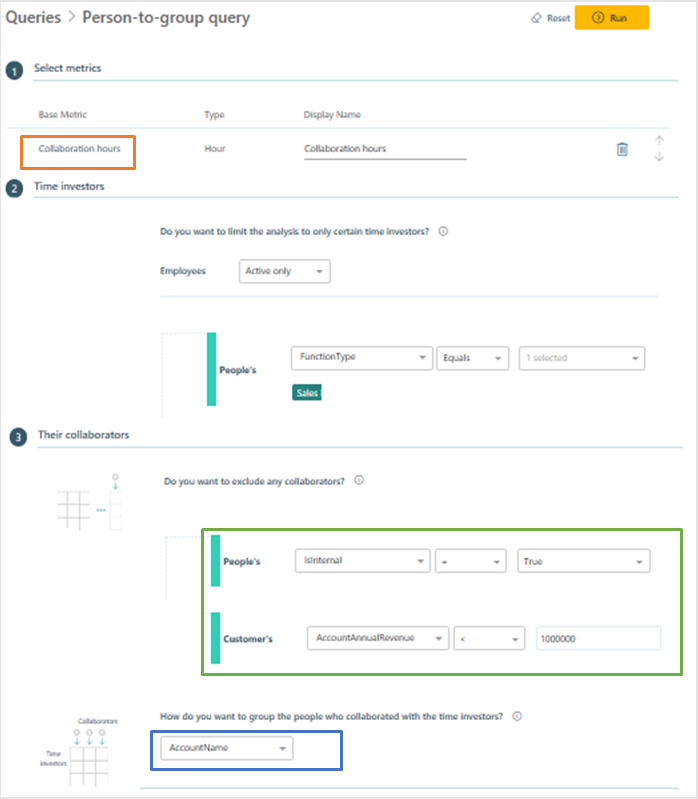 Queries > Person-to-group query
Reset
Run
1 Select metrics
Base Metric Type Display Name
Collaboration hours Hour Collaboration hours
2 Time investors
Do you want to limit the analysis to only certain time investors?
Employees Active only
People's FunctionType Equals 1 selected
Sales
3 Their collaborators
Do you want to exclude any collaborators?
People's IsInternal = True
Customer's AccountAnnualRevenue < 1000000
How do you want to group the people who collaborated with the time investors?
Collaborators
Time
investors
AccountName